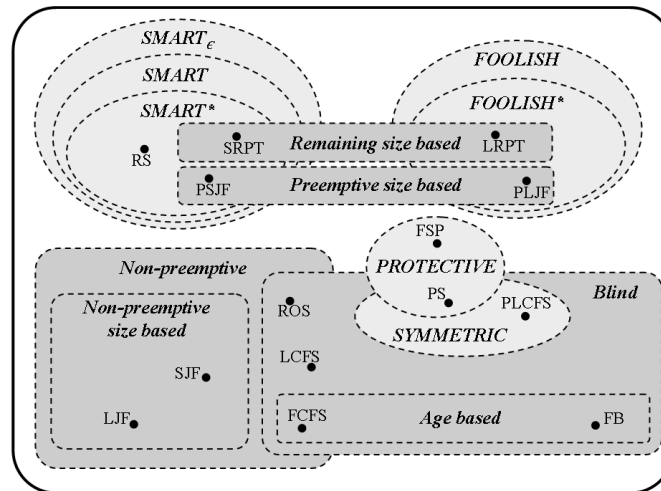 SMARTϵ
SMART
SMART*
RS
SRPT
Remaining size based
LRPT
PSJF
Preemptive size based
PLJF
FOOLISH
FOOLISH*
FSP
PROTECTIVE
PS
PLCFS
SYMMETRIC
Blind
Non-preemptive
Non-preemptive
size based
ROS
LCFS
SJF
LJF
FCFS
Age based
FB